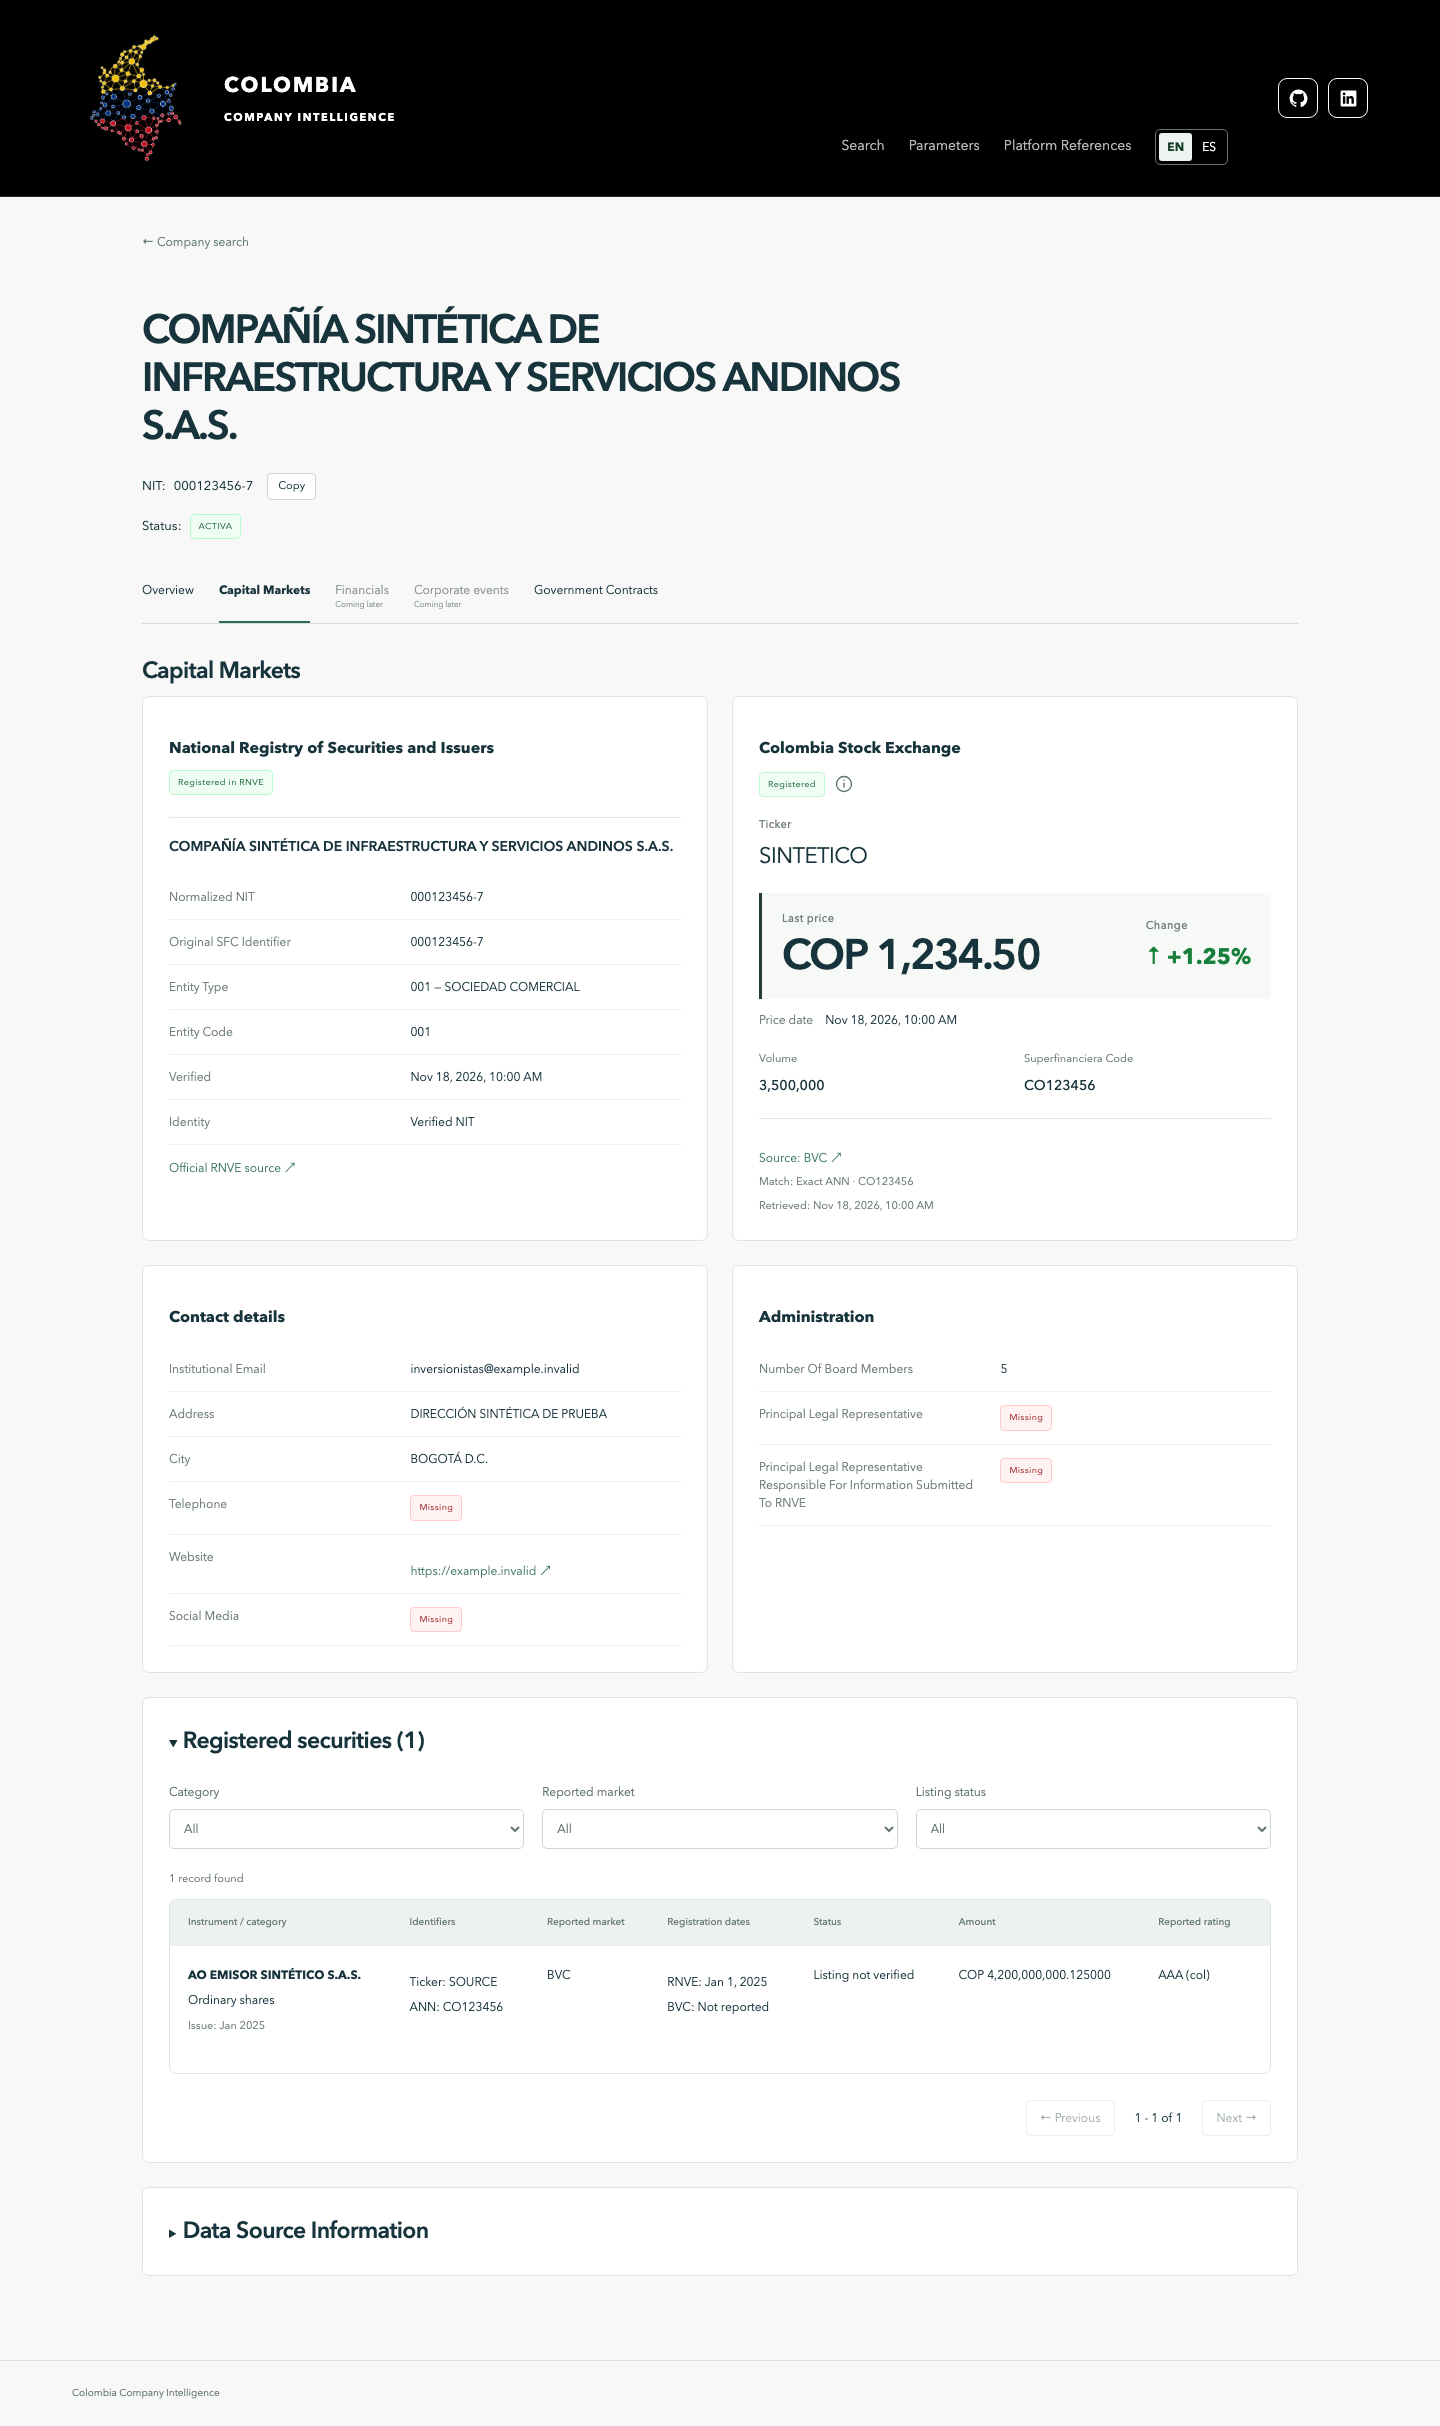 COLOMBIA
COMPANY INTELLIGENCE
Search Parameters Platform References EN ES
← Company search
COMPAÑÍA SINTÉTICA DE
INFRAESTRUCTURA Y SERVICIOS ANDINOS
S.A.S.
NIT: 000123456-7 Copy
Status: ACTIVA
Overview Capital Markets Financials Corporate events Government Contracts
Coming later Coming later
Capital Markets
National Registry of Securities and Issuers
Registered in RNVE
COMPAÑÍA SINTÉTICA DE INFRAESTRUCTURA Y SERVICIOS ANDINOS S.A.S.
Normalized NIT 000123456-7
Original SFC Identifier 000123456-7
Entity Type 001 – SOCIEDAD COMERCIAL
Entity Code 001
Verified Nov 18, 2026, 10:00 AM
Identity Verified NIT
Official RNVE source ↗
Colombia Stock Exchange
Registered
Ticker
SINTETICO
Last price
COP 1,234.50
Change
↑ +1.25%
Price date Nov 18, 2026, 10:00 AM
Volume Superfinanciera Code
3,500,000 CO123456
Source: BVC ↗
Match: Exact ANN · CO123456
Retrieved: Nov 18, 2026, 10:00 AM
Contact details
Institutional Email inversionistas@example.invalid
Address DIRECCIÓN SINTÉTICA DE PRUEBA
City BOGOTÁ D.C.
Telephone Missing
Website https://example.invalid ↗
Social Media Missing
Administration
Number Of Board Members 5
Principal Legal Representative Missing
Principal Legal Representative Missing
Responsible For Information Submitted
To RNVE
▾ Registered securities (1)
Category Reported market Listing status
All All All
1 record found
Instrument / category Identifiers Reported market Registration dates Status Amount Reported rating
AO EMISOR SINTÉTICO S.A.S. Ticker: SOURCE BVC RNVE: Jan 1, 2025 Listing not verified COP 4,200,000,000.125000 AAA (col)
Ordinary shares ANN: CO123456 BVC: Not reported
Issue: Jan 2025
← Previous 1 - 1 of 1 Next →
▸ Data Source Information
Colombia Company Intelligence